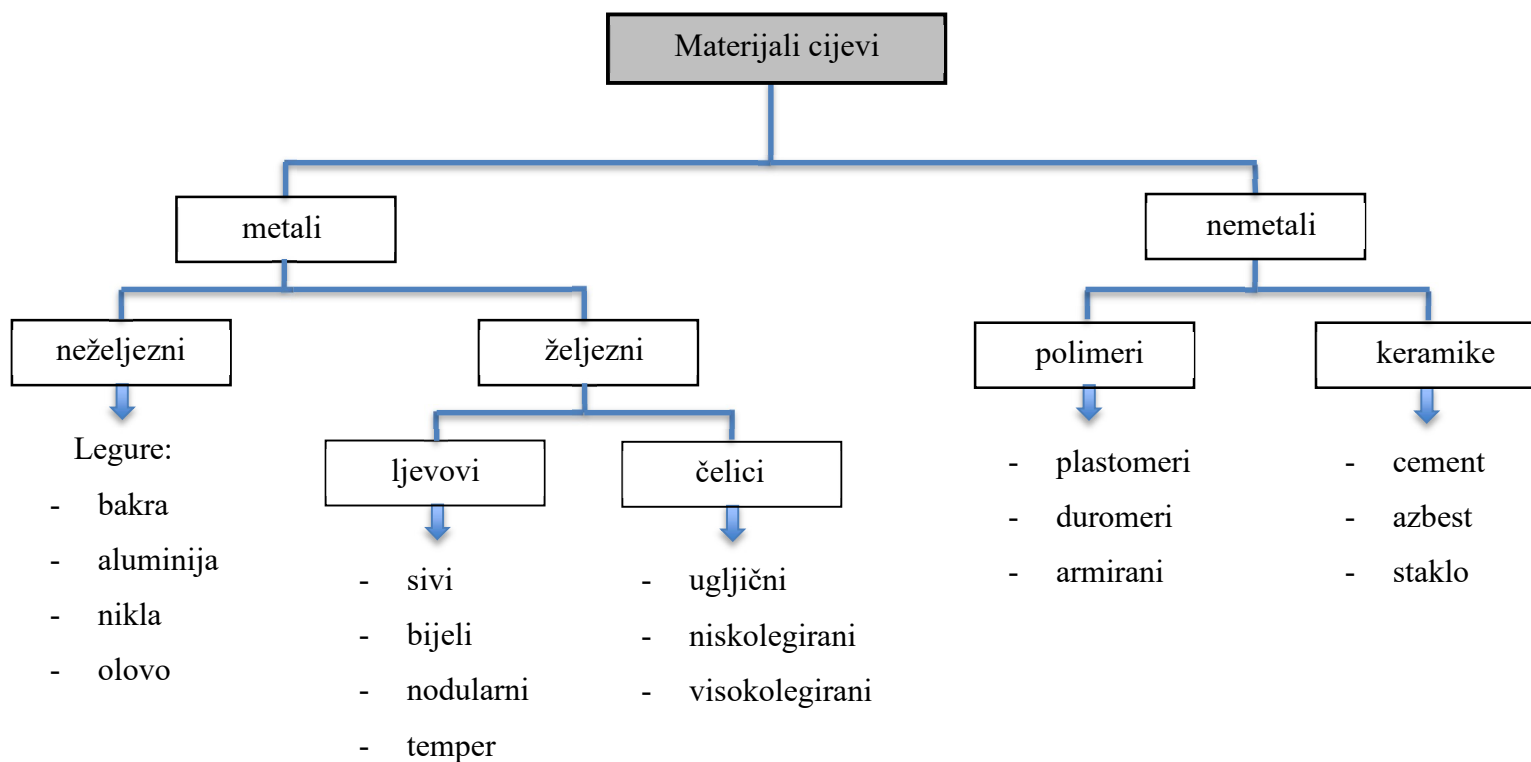 Materijali cijevi
metali
nemetali
neželjezni
željezni
polimeri
keramike
Legure:
- bakra
- aluminija
- nikla
- olovo
ljevovi
čelici
- sivi
- bijeli
- nodularni
- temper
- ugljični
- niskolegirani
- visokolegirani
- plastomeri
- duromeri
- armirani
- cement
- azbest
- staklo